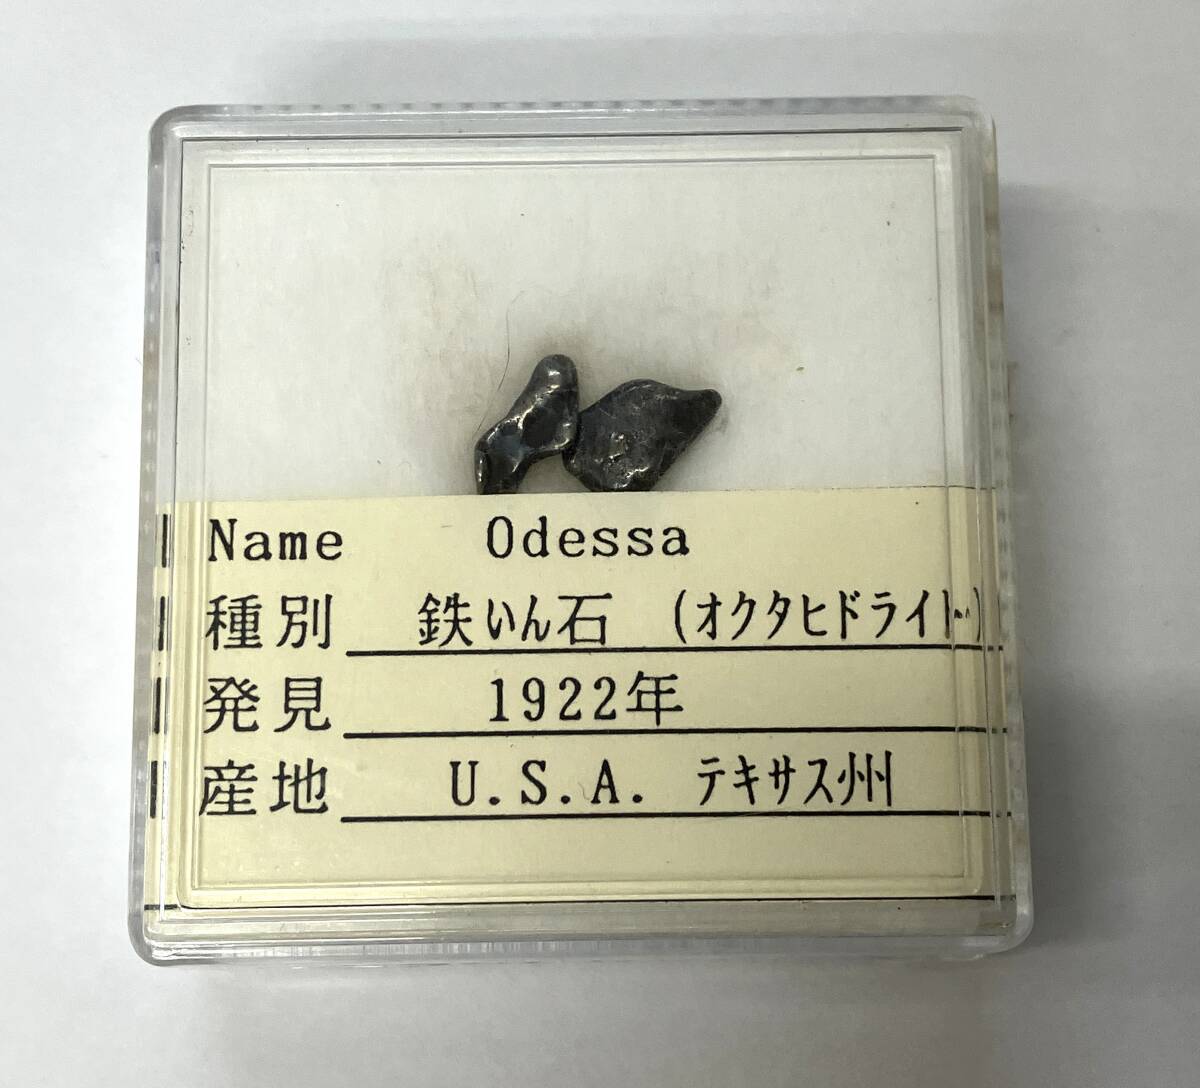 Name Odessa
種別 鉄いん石 (オクタヒドライト)
発見 1922年
産地 U.S.A. テキサス州